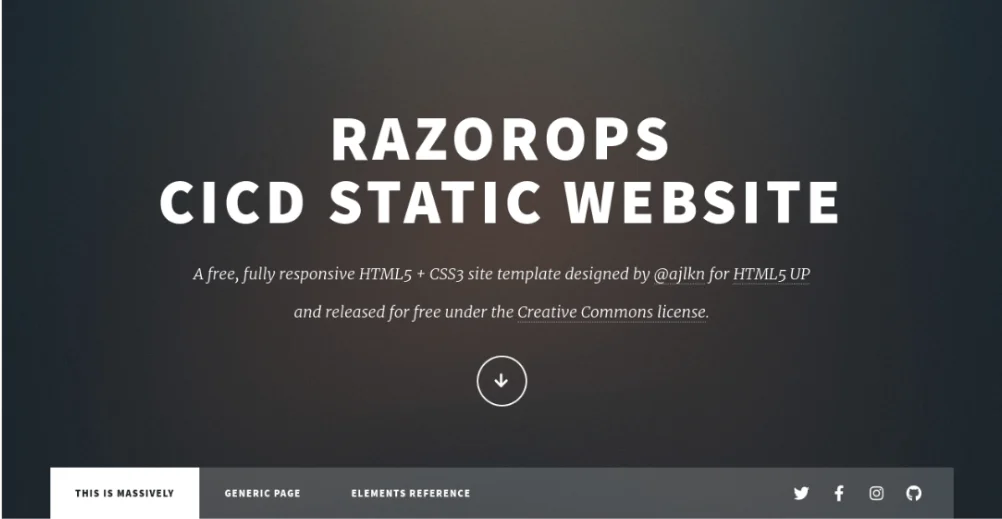 RAZOROPS
CICD STATIC WEBSITE
A free, fully responsive HTML5 + CSS3 site template designed by @ajlkn for HTML5 UP
and released for free under the Creative Commons license.
THIS IS MASSIVELY GENERIC PAGE ELEMENTS REFERENCE